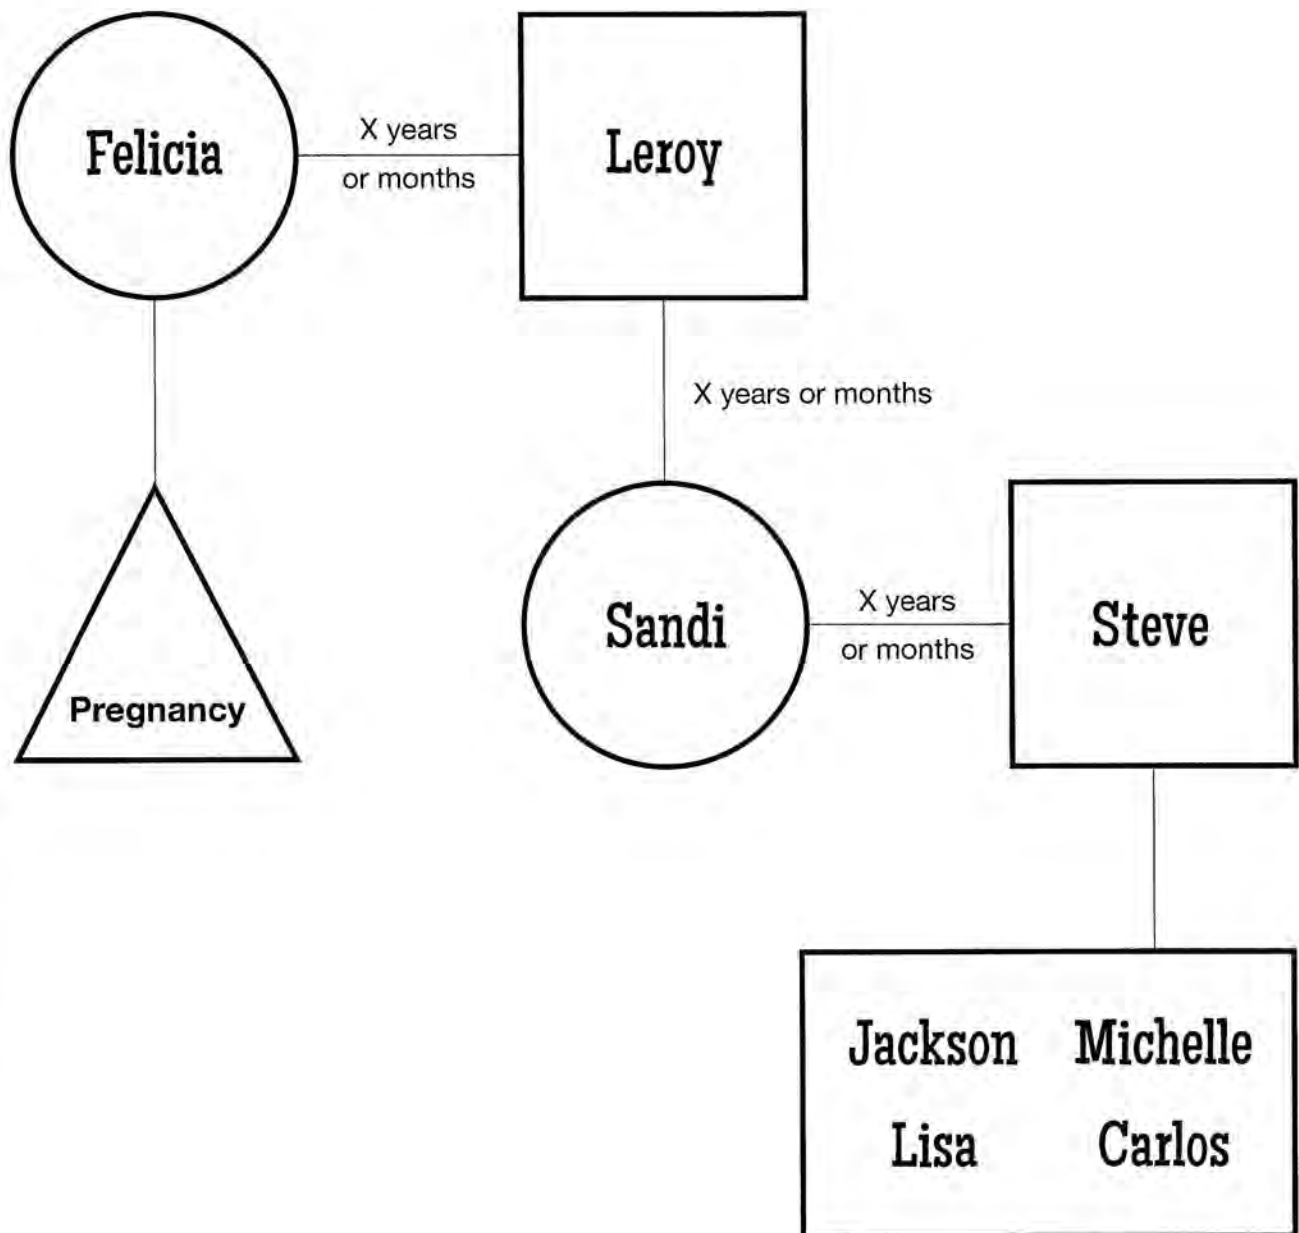 Felicia
X years
or months
Leroy
X years or months
Pregnancy
Sandi
X years
or months
Steve
Jackson Michelle
Lisa Carlos